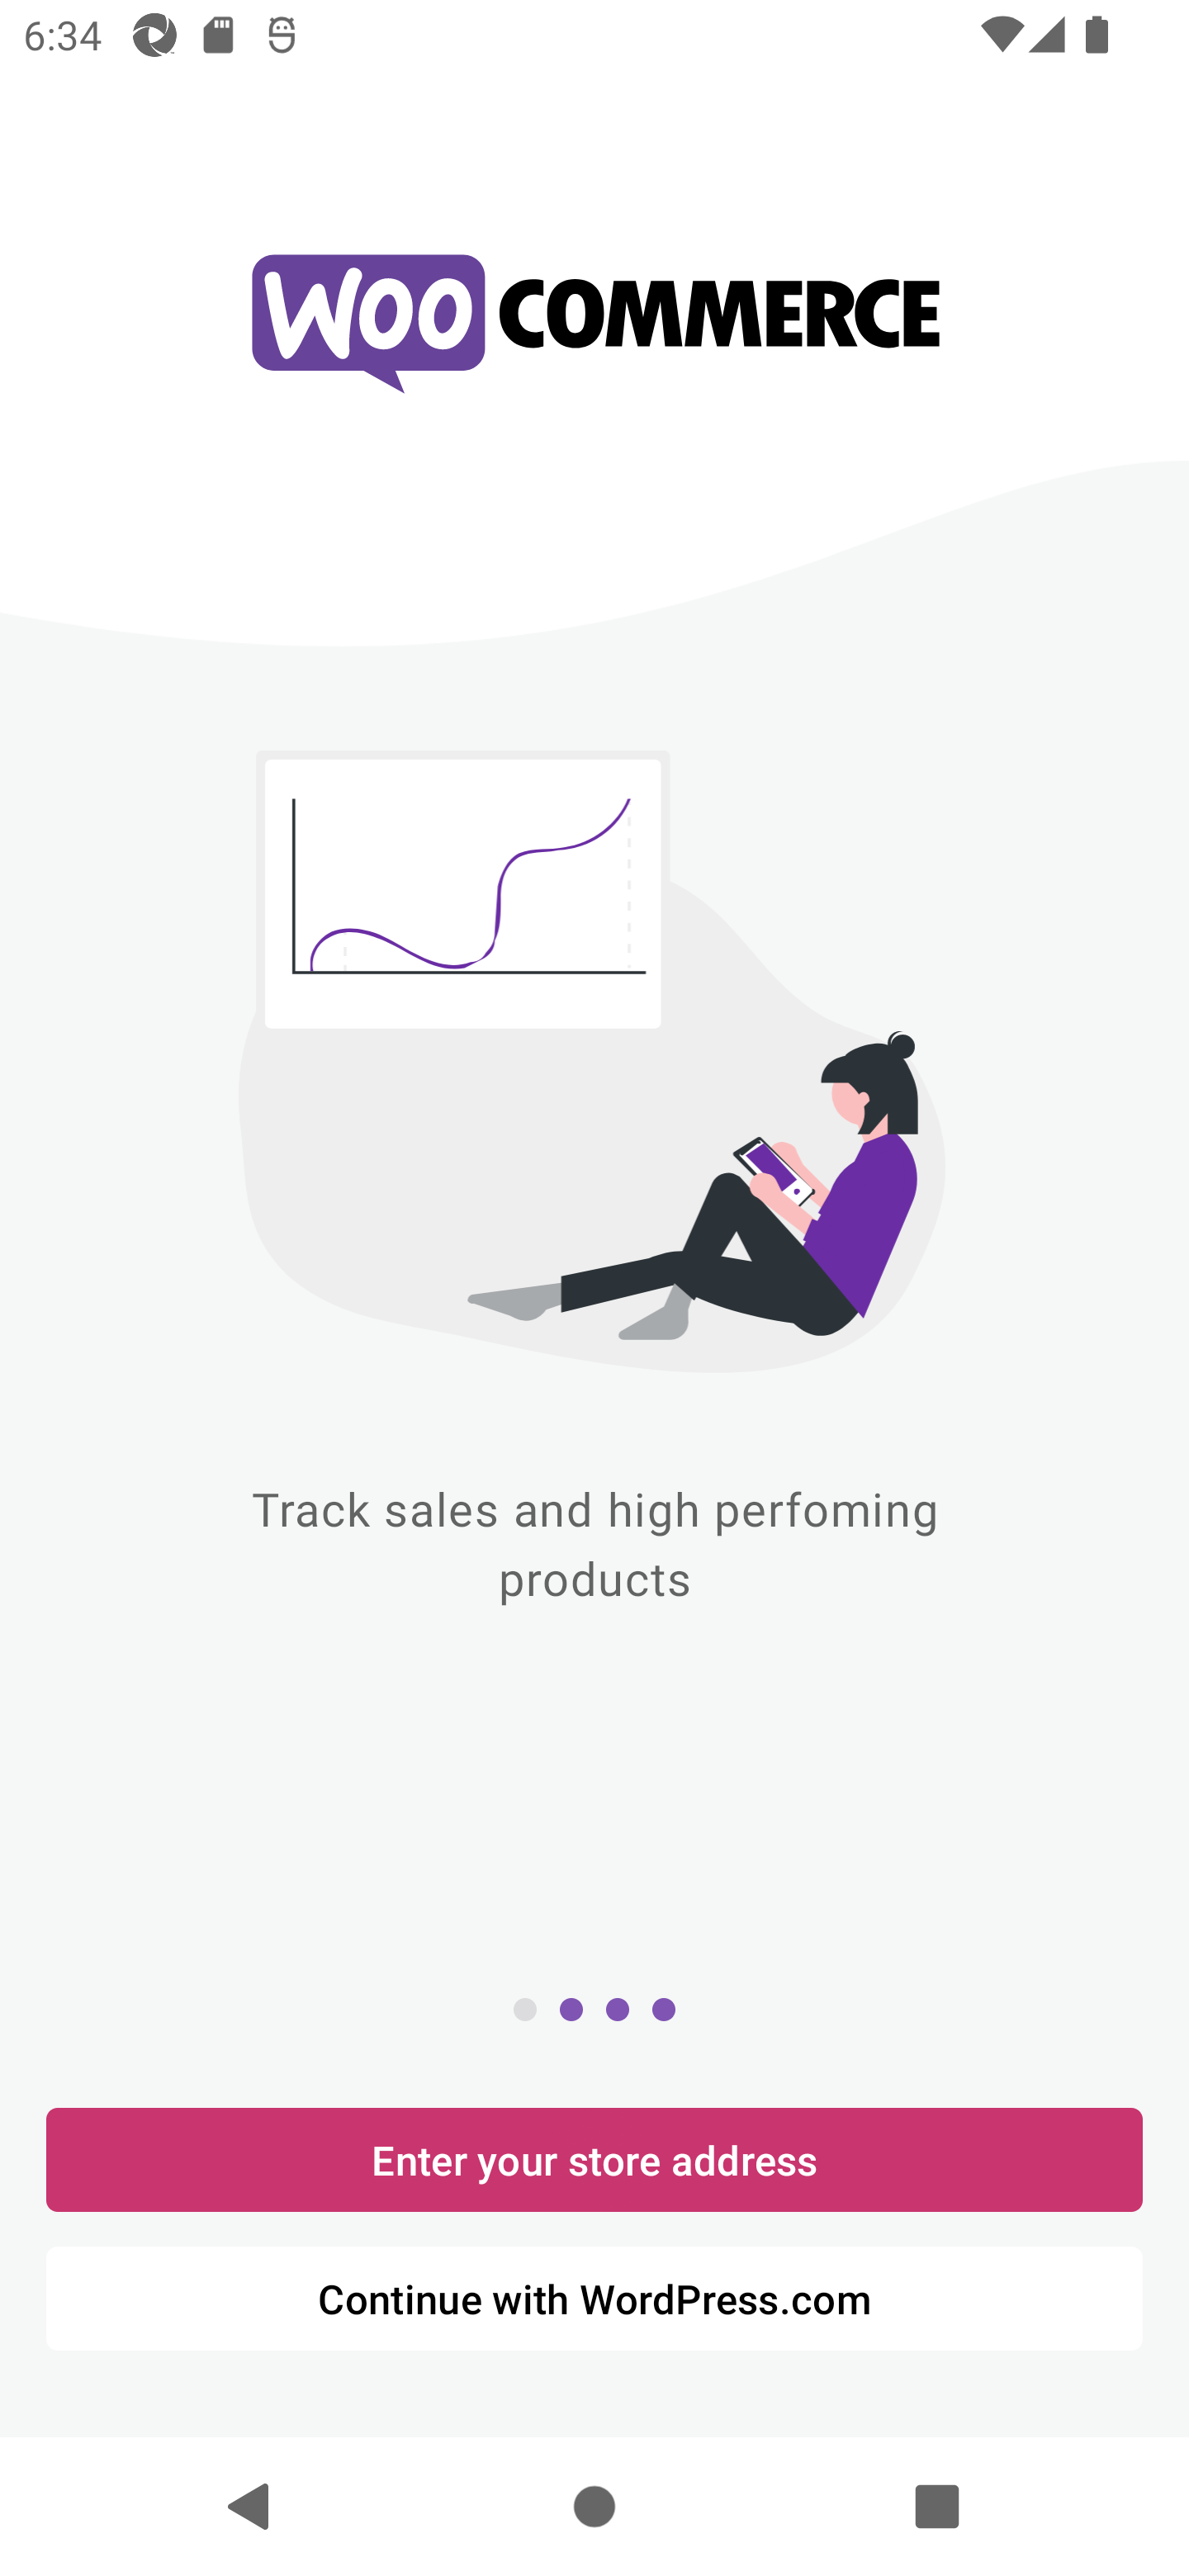 6:34
WOO COMMERCE
Track sales and high perfoming
products
Enter your store address
Continue with WordPress.com